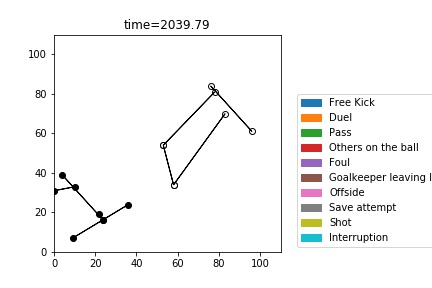 time=2039.79
100
80
60
40
20
0
0 20 40 60 80 100
Free Kick
Duel
Pass
Others on the ball
Foul
Goalkeeper leaving l
Offside
Save attempt
Shot
Interruption